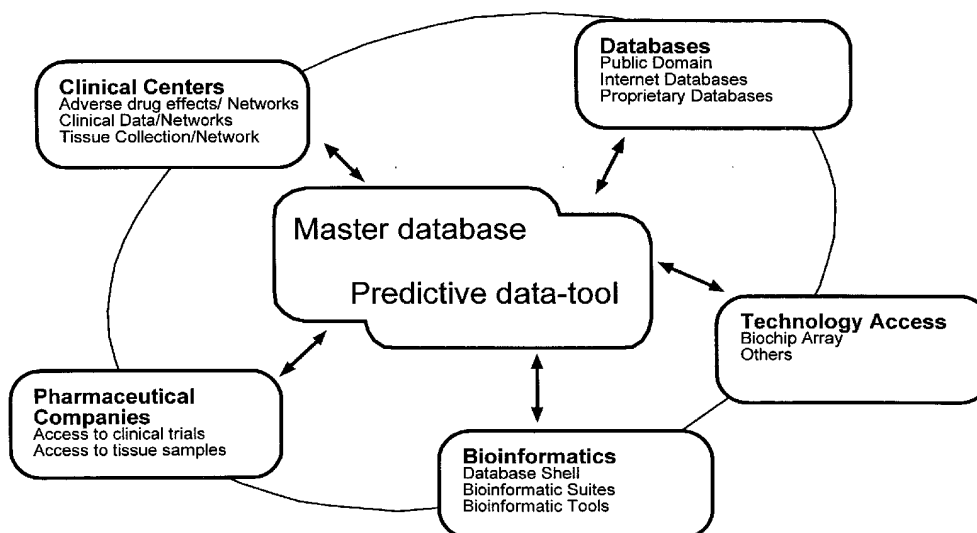 Databases
Public Domain
Internet Databases
Proprietary Databases
Clinical Centers
Adverse drug effects/ Networks
Clinical Data/Networks
Tissue Collection/Network
Master database
Predictive data-tool
Technology Access
Biochip Array
Others
Pharmaceutical
Companies
Access to clinical trials
Access to tissue samples
Bioinformatics
Database Shell
Bioinformatic Suites
Bioinformatic Tools